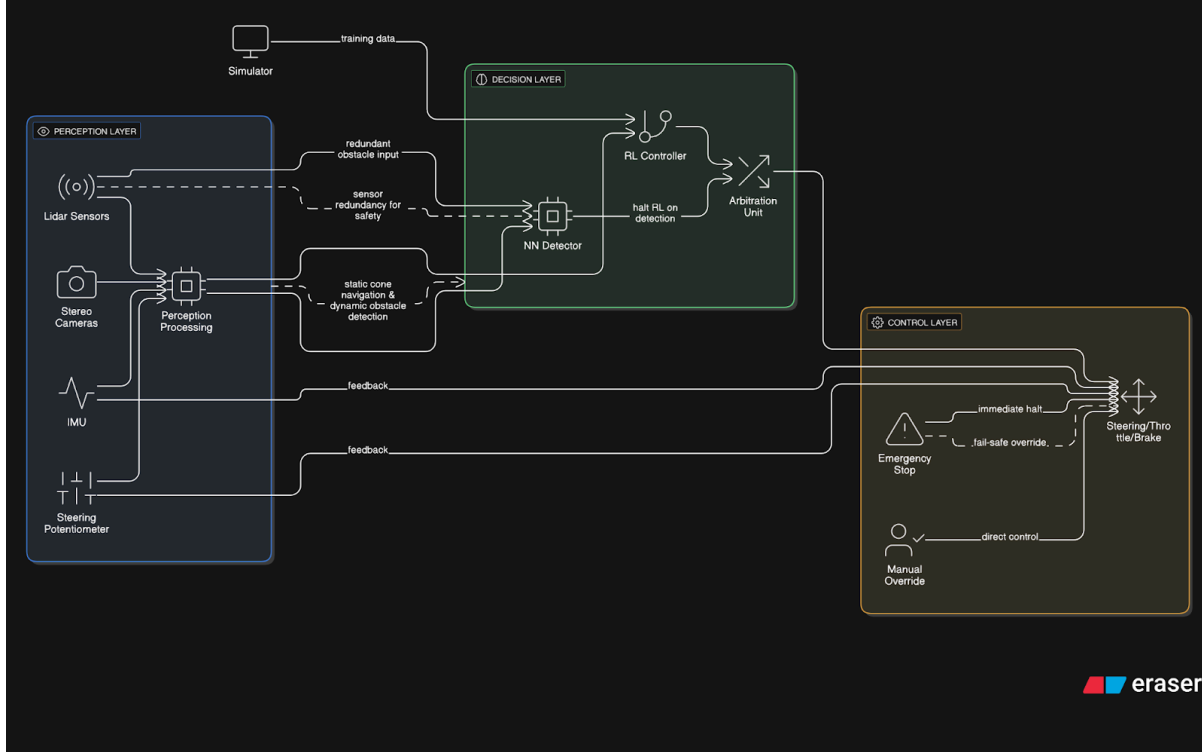 training data
Simulator
DECISION LAYER
PERCEPTION LAYER
redundant
obstacle input
RL Controller
sensor
redundancy for
safety
Lidar Sensors
halt RL on
detection
Arbitration
Unit
NN Detector
static cone
navigation &
dynamic obstacle
detection
Stereo
Cameras
Perception
Processing
CONTROL LAYER
feedback
IMU
immediate halt
Steering/Thro
ttle/Brake
fail-safe override
Emergency
Stop
feedback
Steering
Potentiometer
direct control
Manual
Override
eraser